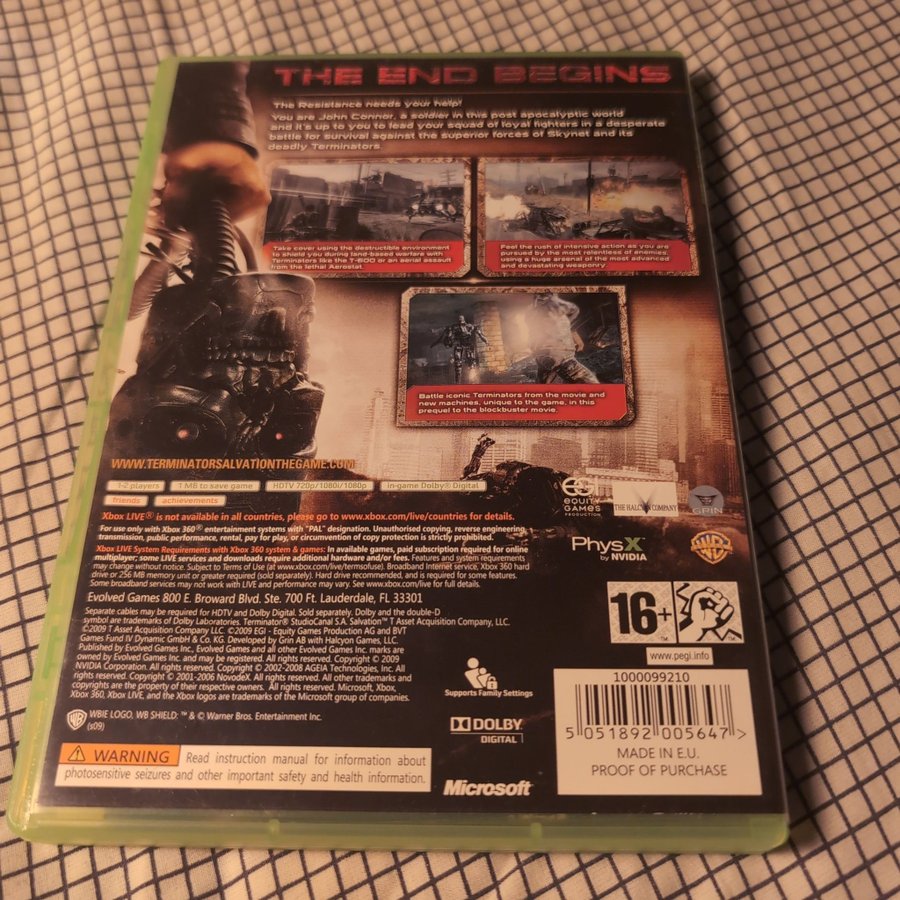 THE END BEGINS
The Resistance needs your help!
You are John Connor, a soldier in this post apocalyptic world
and it's up to you to lead your squad of loyal fighters in a desperate
battle for survival against the superior forces of Skynet and its
deadly Terminators
Take cover using the destructible environment
to shield you during land-based warfare with
Terminators like the T-600 or an aerial assault
from the lethal Aerostat.
Feel the rush of intensive action as you are
pursued by the most relentless of enemies,
using a huge arsenal of the most advanced
and devastating weaponry
Battle iconic Terminators from the movie and
new machines, unique to the game, in this
prequel to the blockbuster movie.
WWW.TERMINATORSALVATIONTHEGAME.COM
1-2 players
1 MB to save game
HDTV 720p/1080i/1080p
in-game Dolby® Digital
friends
achievements
EG
EQUITY
GAMES
PRODUCTION
THE HALCYON COMPANY
GRIN
Xbox LIVE® is not available in all countries, please go to www.xbox.com/live/countries for details.
For use only with Xbox 360® entertainment systems with "PAL" designation. Unauthorised copying, reverse engineering,
transmission, public performance, rental, pay for play, or circumvention of copy protection is strictly prohibited.
Xbox LIVE System Requirements with Xbox 360 system & games: In available games, paid subscription required for online
multiplayer; some LIVE services and downloads require additional hardware and/or fees. Features and system requirements
may change without notice. Subject to Terms of Use (at www.xbox.com/live/termsofuse). Broadband Internet service, Xbox 360 hard
drive or 256 MB memory unit or greater required (sold separately). Hard drive recommended, and is required for some features.
Some broadband services may not work with LIVE and performance may vary. See www.xbox.com/live for full details.
PhysX™
by NVIDIA
WB
Evolved Games 800 E. Broward Blvd. Ste. 700 Ft. Lauderdale, FL 33301
Separate cables may be required for HDTV and Dolby Digital. Sold separately. Dolby and the double-D
symbol are trademarks of Dolby Laboratories. Terminator® StudioCanal S.A. Salvation™ T Asset Acquisition Company, LLC.
©2009 T Asset Acquisition Company LLC. ©2009 EGI - Equity Games Production AG and BVT
Games Fund IV Dynamic GmbH & Co. KG. Developed by Grin AB with Halcyon Games, LLC.
Published by Evolved Games Inc., Evolved Games and all other Evolved Games Inc. marks are
owned by Evolved Games Inc. and may be registered. All rights reserved. Copyright © 2009
NVIDIA Corporation. All rights reserved. Copyright © 2002-2008 AGEIA Technologies, Inc. All
rights reserved. Copyright © 2001-2006 NovodeX. All rights reserved. All other trademarks and
copyrights are the property of their respective owners. All rights reserved. Microsoft, Xbox,
Xbox 360, Xbox LIVE, and the Xbox logos are trademarks of the Microsoft group of companies.
WB
WBIE LOGO, WB SHIELD: ™ & © Warner Bros. Entertainment Inc.
(s09)
16+
www.pegi.info
Supports Family Settings
DOLBY
DIGITAL
1000099210
5 051892 005647 >
MADE IN E.U.
PROOF OF PURCHASE
WARNING Read instruction manual for information about
photosensitive seizures and other important safety and health information.
Microsoft